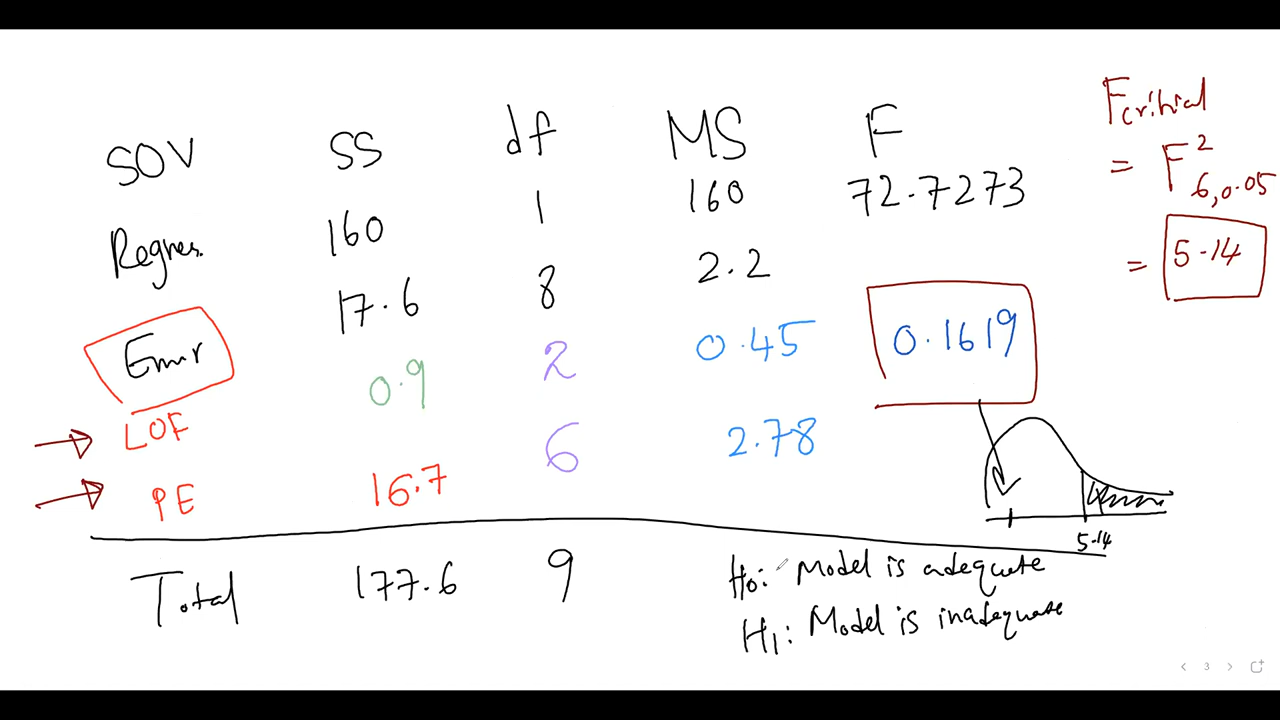 SOV SS df MS F
Regres. 160 1 160 72.7273
Error 17.6 8 2.2
LOF 0.9 2 0.45 0.1619
PE 16.7 6 2.78
Total 177.6 9
Fcritical
= F²6,0.05
= 5.14
5.14
H₀: Model is adequate
H₁: Model is inadequate
3